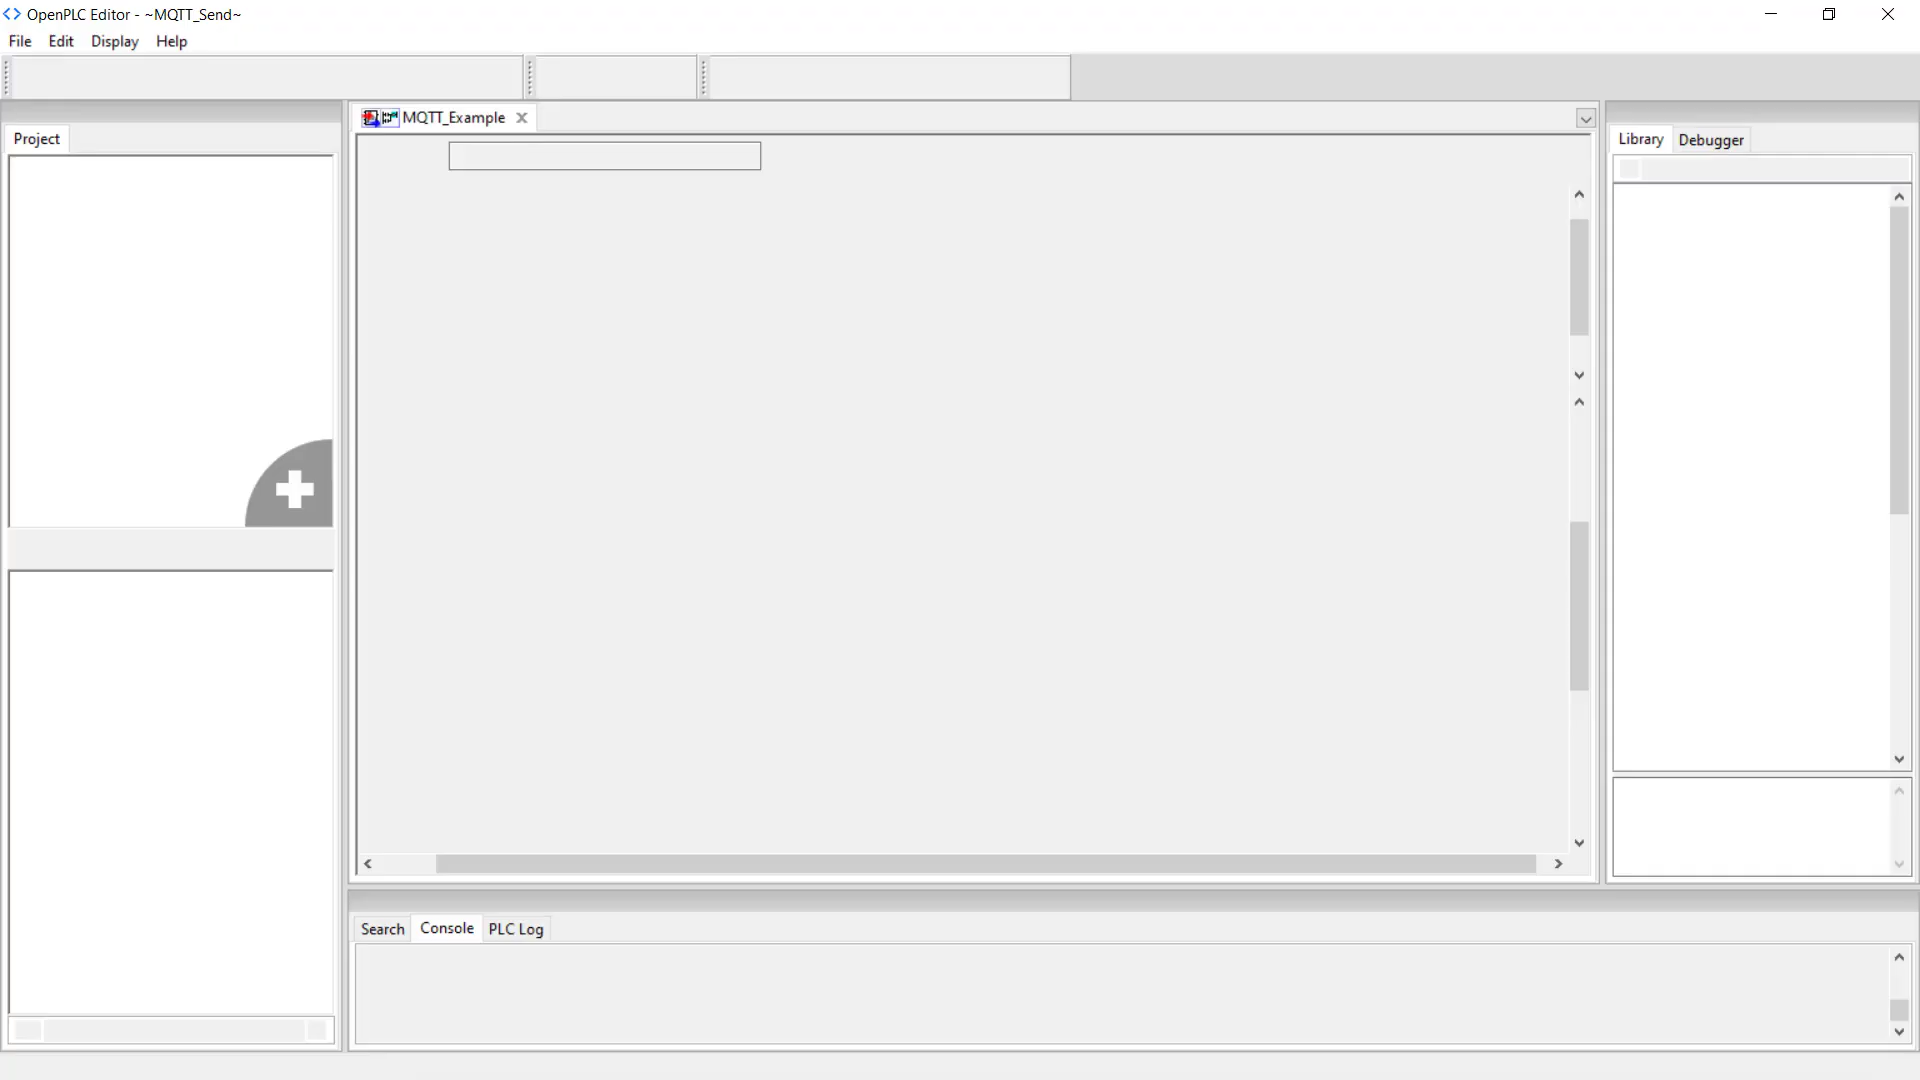 OpenPLC Editor - ~MQTT_Send~
File Edit Display Help
Project
MQTT_Example
Library Debugger
Search Console PLC Log